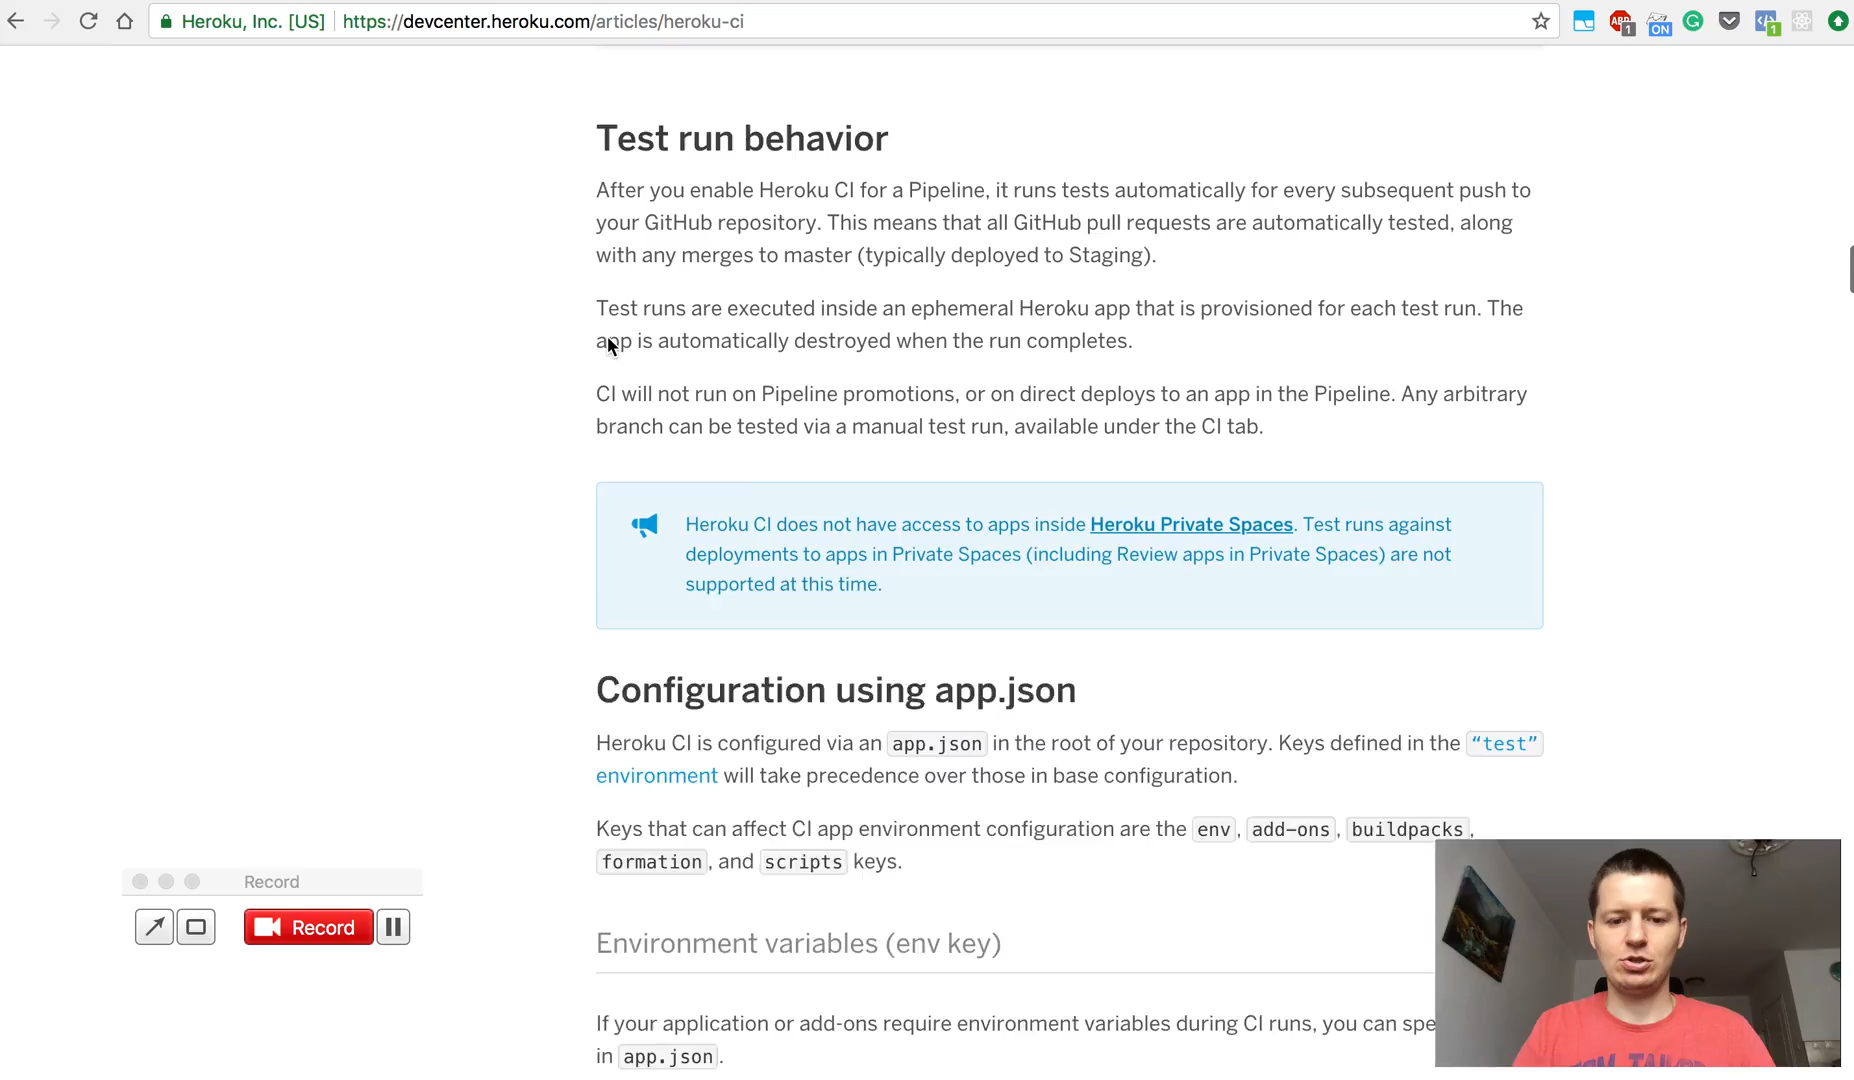 Heroku, Inc. [US] https://devcenter.heroku.com/articles/heroku-ci
ABP 1 ON 1
Test run behavior
After you enable Heroku CI for a Pipeline, it runs tests automatically for every subsequent push to
your GitHub repository. This means that all GitHub pull requests are automatically tested, along
with any merges to master (typically deployed to Staging).
Test runs are executed inside an ephemeral Heroku app that is provisioned for each test run. The
app is automatically destroyed when the run completes.
CI will not run on Pipeline promotions, or on direct deploys to an app in the Pipeline. Any arbitrary
branch can be tested via a manual test run, available under the CI tab.
Heroku CI does not have access to apps inside Heroku Private Spaces. Test runs against
deployments to apps in Private Spaces (including Review apps in Private Spaces) are not
supported at this time.
Configuration using app.json
Heroku CI is configured via an app.json in the root of your repository. Keys defined in the “test”
environment will take precedence over those in base configuration.
Keys that can affect CI app environment configuration are the env, add-ons, buildpacks,
formation, and scripts keys.
Record
Record
Environment variables (env key)
If your application or add-ons require environment variables during CI runs, you can spe
in app.json.
TOM TAILOR